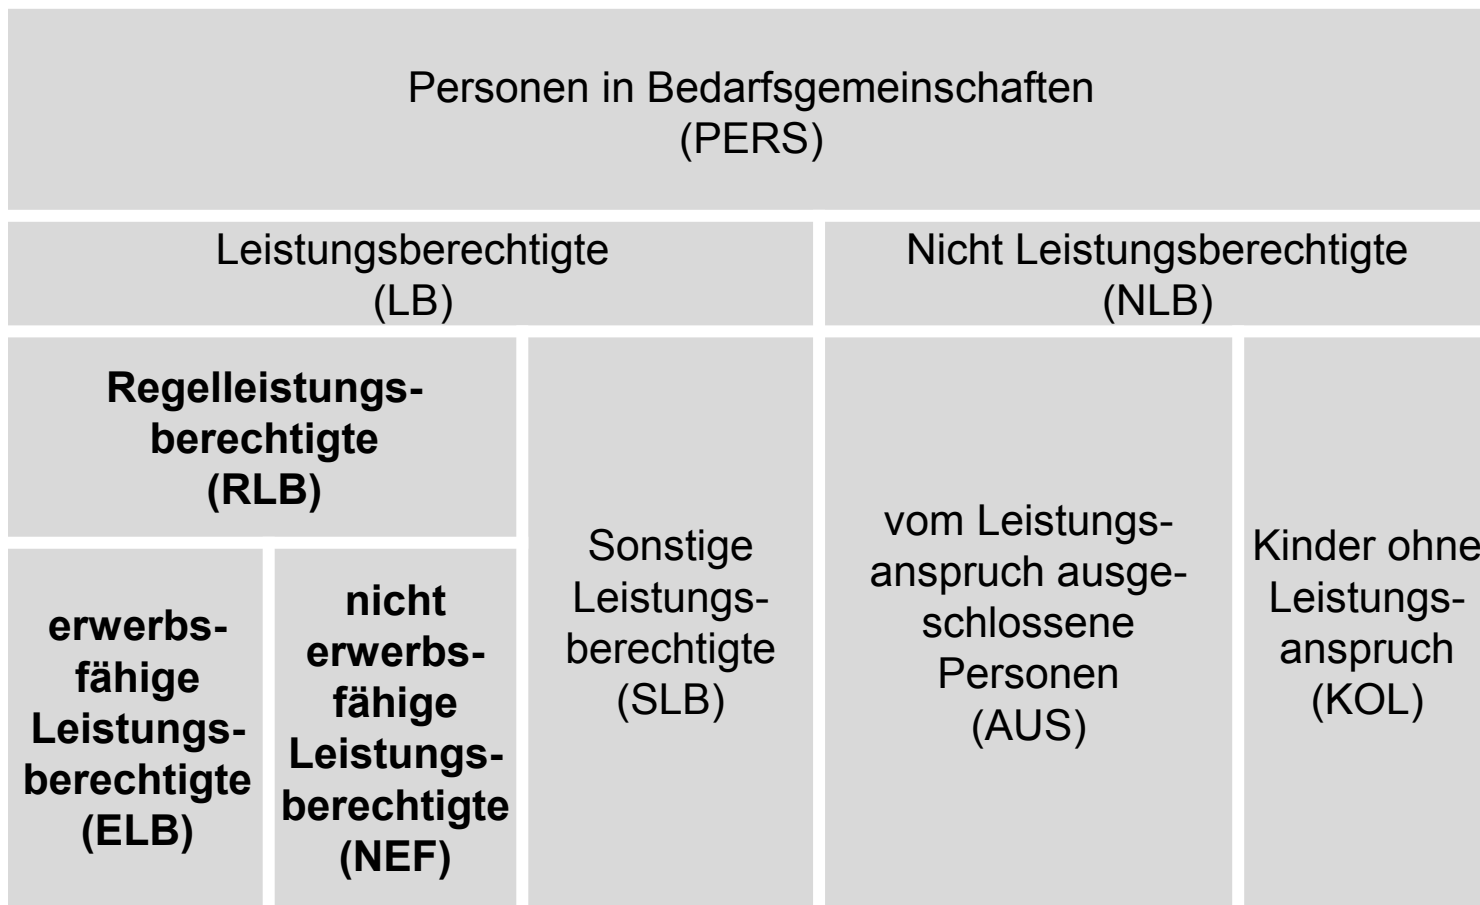 Personen in Bedarfsgemeinschaften
(PERS)
Leistungsberechtigte
(LB)
Nicht Leistungsberechtigte
(NLB)
Regelleistungs-
berechtigte
(RLB)
erwerbs-
fähige
Leistungs-
berechtigte
(ELB)
nicht
erwerbs-
fähige
Leistungs-
berechtigte
(NEF)
Sonstige
Leistungs-
berechtigte
(SLB)
vom Leistungs-
anspruch ausge-
schlossene
Personen
(AUS)
Kinder ohne
Leistungs-
anspruch
(KOL)